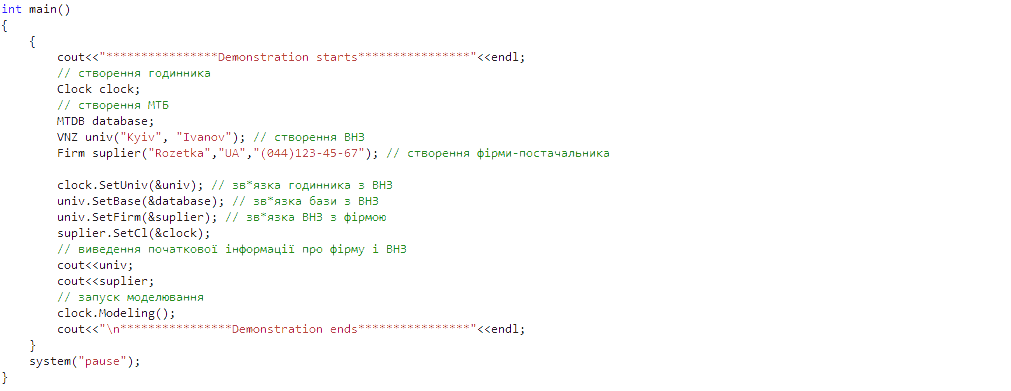 int main()
{
    {
        cout<<"****************Demonstration starts****************"<<endl;
        // створення годинника
        Clock clock;
        // створення МТБ
        MTDB database;
        VNZ univ("Kyiv", "Ivanov"); // створення ВНЗ
        Firm suplier("Rozetka","UA","(044)123-45-67"); // створення фірми-постачальника

        clock.SetUniv(&univ); // зв*язка годинника з ВНЗ
        univ.SetBase(&database); // зв*язка бази з ВНЗ
        univ.SetFirm(&suplier); // зв*язка ВНЗ з фірмою
        suplier.SetCl(&clock);
        // виведення початкової інформації про фірму і ВНЗ
        cout<<univ;
        cout<<suplier;
        // запуск моделювання
        clock.Modeling();
        cout<<"\n****************Demonstration ends****************"<<endl;
    }
    system("pause");
}